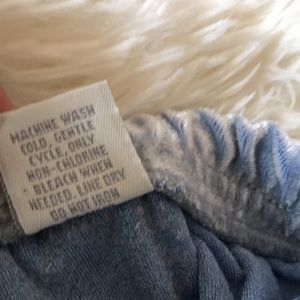 MACHINE WASH
COLD, GENTLE
CYCLE, ONLY
NON-CHLORINE
BLEACH WHEN
NEEDED, LINE DRY
DO NOT IRON